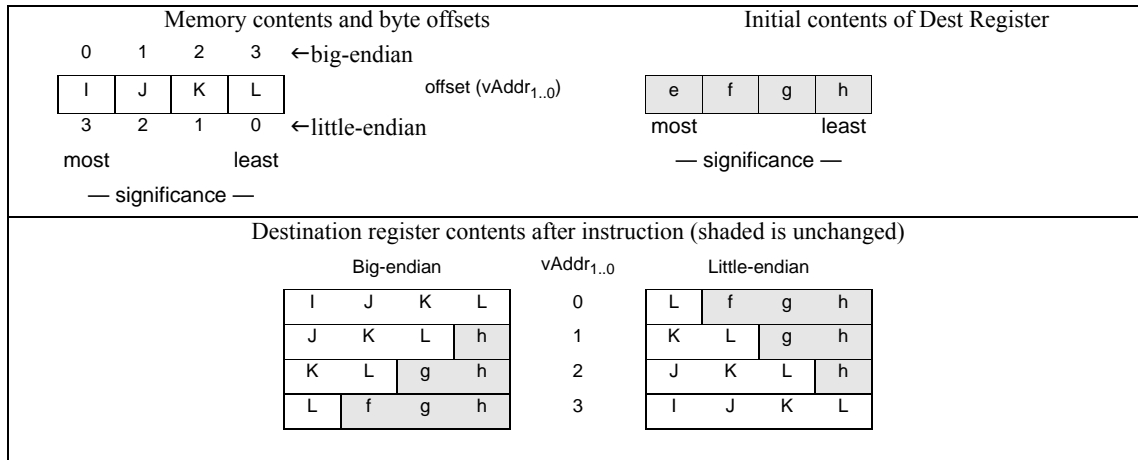 Memory contents and byte offsets Initial contents of Dest Register
0 1 2 3 ←big-endian
I J K L offset (vAddr1..0) e f g h
3 2 1 0 ←little-endian most least
most least — significance —
— significance —
Destination register contents after instruction (shaded is unchanged)
Big-endian vAddr1..0 Little-endian
I J K L 0 L f g h
J K L h 1 K L g h
K L g h 2 J K L h
L f g h 3 I J K L